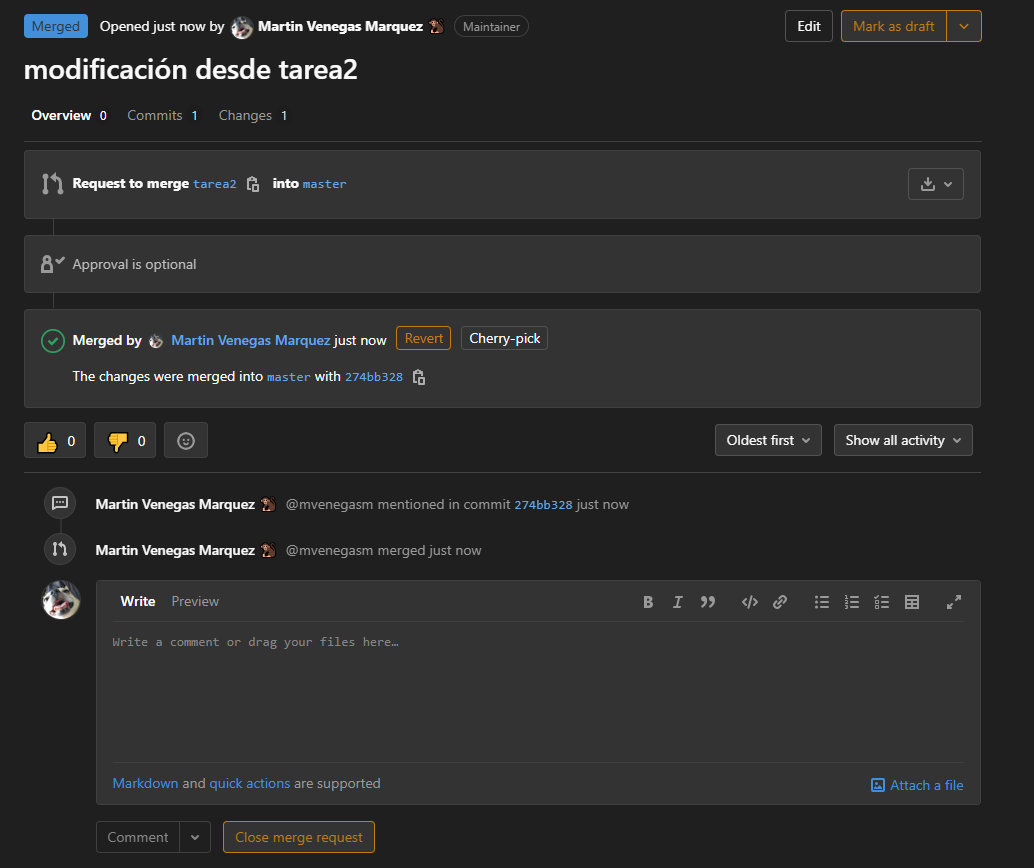 Merged Opened just now by Martin Venegas Marquez Maintainer Edit Mark as draft
modificación desde tarea2
Overview 0 Commits 1 Changes 1
Request to merge tarea2 into master
Approval is optional
Merged by Martin Venegas Marquez just now Revert Cherry-pick
The changes were merged into master with 274bb328
0 0 Oldest first Show all activity
Martin Venegas Marquez @mvenegasm mentioned in commit 274bb328 just now
Martin Venegas Marquez @mvenegasm merged just now
Write Preview
Write a comment or drag your files here…
Markdown and quick actions are supported Attach a file
Comment Close merge request